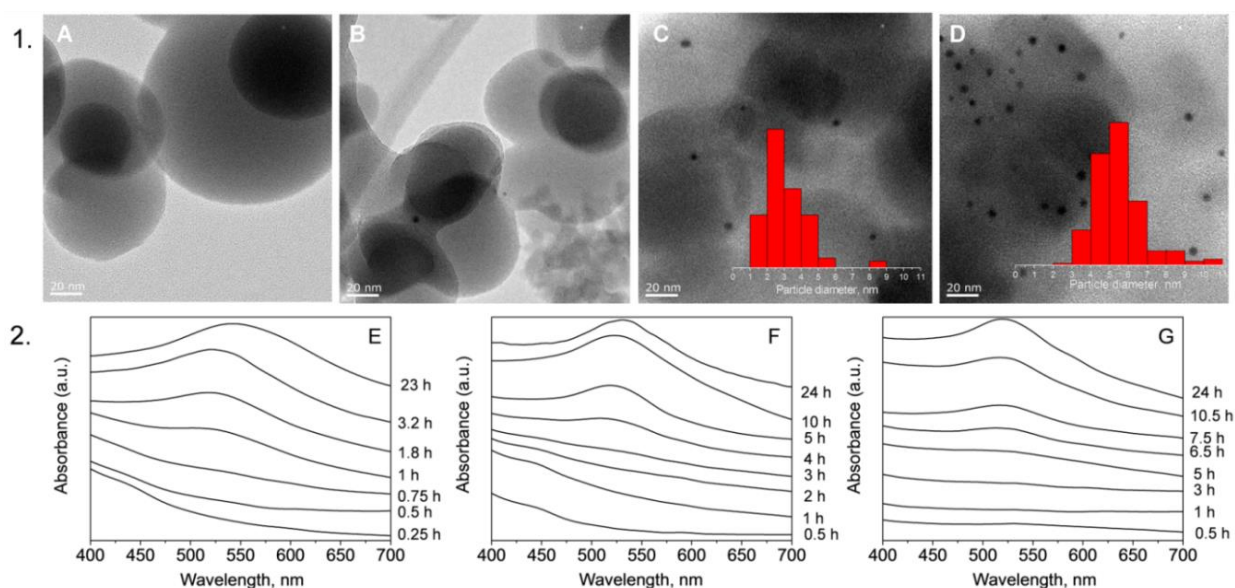 1.
A
B
C
D
0 1 2 3 4 5 6 7 8 9 10 11
Particle diameter, nm
0 1 2 3 4 5 6 7 8 9 10 11
Particle diameter, nm
20 nm
20 nm
20 nm
20 nm
2.
E
Absorbance (a.u.)
23 h
3.2 h
1.8 h
1 h
0.75 h
0.5 h
0.25 h
400 450 500 550 600 650 700
Wavelength, nm
F
Absorbance (a.u.)
24 h
10 h
5 h
4 h
3 h
2 h
1 h
0.5 h
400 450 500 550 600 650 700
Wavelength, nm
G
Absorbance (a.u.)
24 h
10.5 h
7.5 h
6.5 h
5 h
3 h
1 h
0.5 h
400 450 500 550 600 650 700
Wavelength, nm